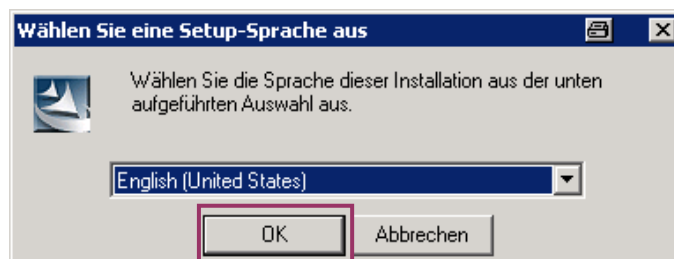 Wählen Sie eine Setup-Sprache aus
Wählen Sie die Sprache dieser Installation aus der unten
aufgeführten Auswahl aus.
English (United States)
OK
Abbrechen